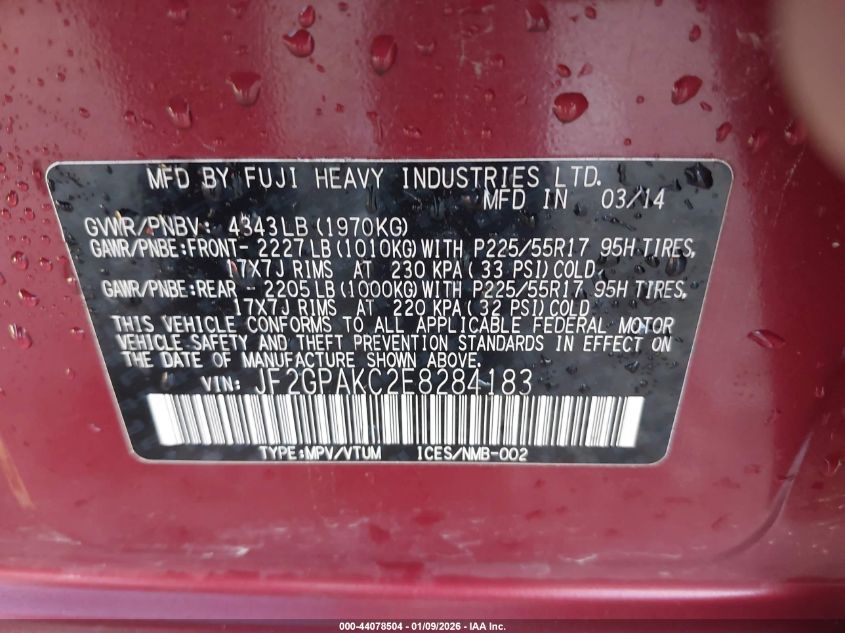 MFD BY FUJI HEAVY INDUSTRIES LTD.
MFD IN 03/14
GVWR/PNBV: 4343LB(1970KG)
GAWR/PNBE:FRONT- 2227LB(1010KG)WITH P225/55R17 95H TIRES,
17X7J RIMS AT 230 KPA(33 PSI)COLD
GAWR/PNBE:REAR - 2205LB(1000KG)WITH P225/55R17 95H TIRES,
17X7J RIMS AT 220 KPA(32 PSI)COLD
THIS VEHICLE CONFORMS TO ALL APPLICABLE FEDERAL MOTOR
VEHICLE SAFETY AND THEFT PREVENTION STANDARDS IN EFFECT ON
THE DATE OF MANUFACTURE SHOWN ABOVE.
VIN: JF2GPAKC2E8284183
TYPE:MPV/VTUM ICES/NMB-002
000-44078504 - 01/09/2026 - IAA Inc.